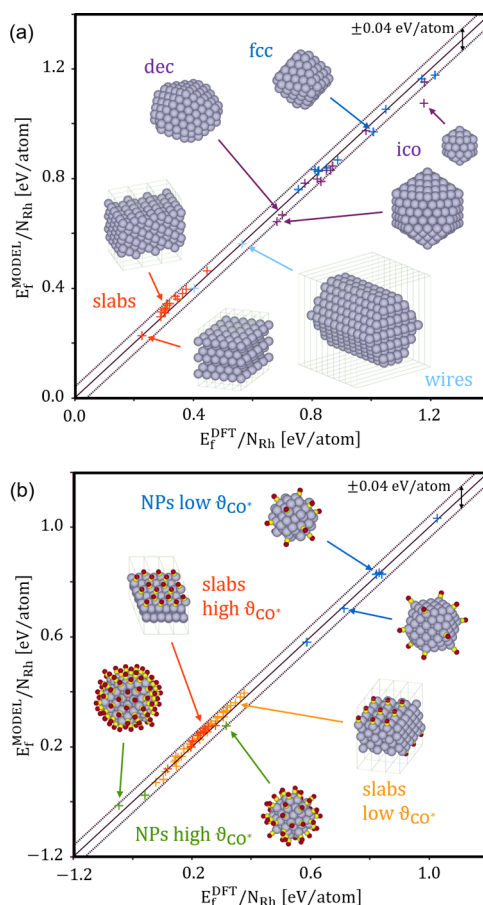 (a)
±0.04 eV/atom
1.2
fcc
dec
E_f^MODEL/N_Rh [eV/atom]
0.8
ico
slabs
0.4
wires
0.0
0.0 0.4 0.8 1.2
E_f^DFT/N_Rh [eV/atom]
(b)
±0.04 eV/atom
NPs low ϑ_CO*
1.0
slabs
high ϑ_CO*
E_f^MODEL/N_Rh [eV/atom]
0.6
0.2
slabs
low ϑ_CO*
NPs high ϑ_CO*
−1.2
−1.2 0.2 0.6 1.0
E_f^DFT/N_Rh [eV/atom]